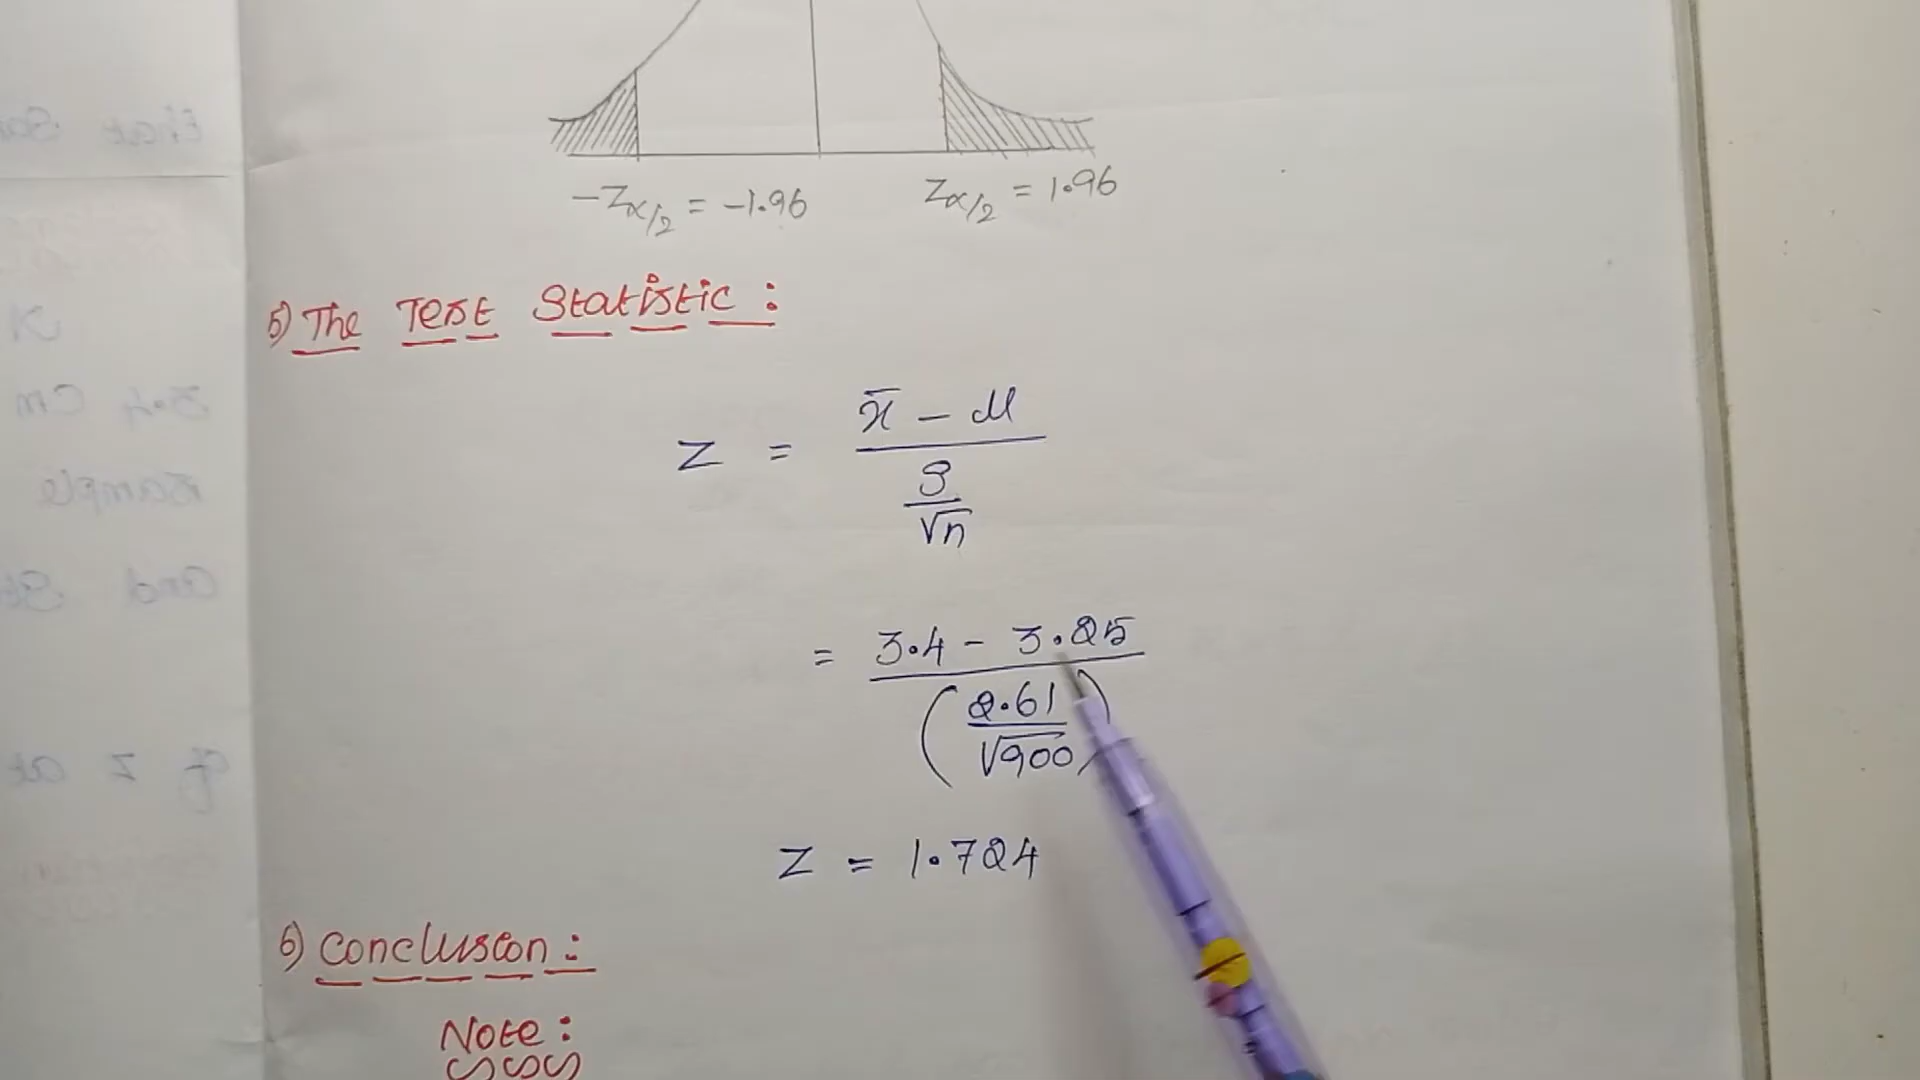 -Zα/2 = -1.96
Zα/2 = 1.96
5) The Test Statistic :
Z = x̄ - μ
S
√n
= 3.4 - 3.25
(2.61
√900)
Z = 1.724
6) Conclusion :
Note :